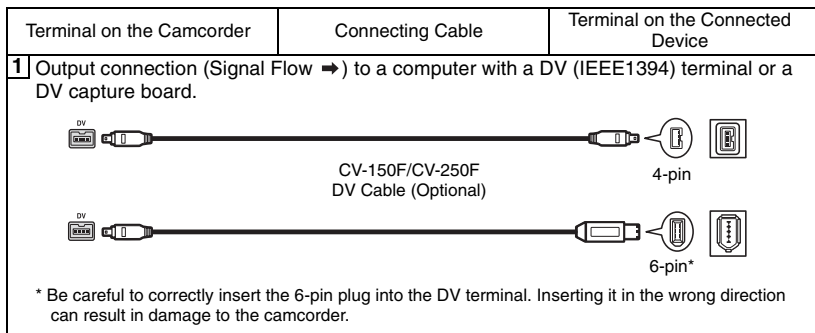 Terminal on the Camcorder
Connecting Cable
Terminal on the Connected
Device
1 Output connection (Signal Flow ➡) to a computer with a DV (IEEE1394) terminal or a
DV capture board.
DV
CV-150F/CV-250F
DV Cable (Optional)
4-pin
DV
6-pin*
* Be careful to correctly insert the 6-pin plug into the DV terminal. Inserting it in the wrong direction
can result in damage to the camcorder.